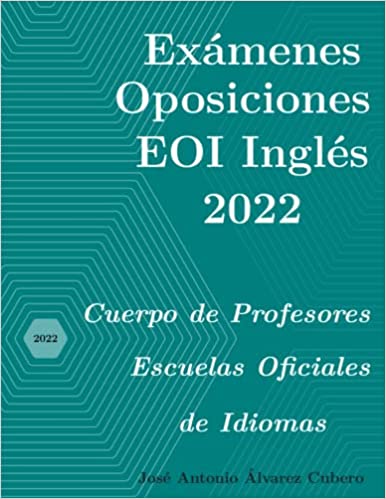 Exámenes
Oposiciones
EOI Inglés
2022
Cuerpo de Profesores
2022
Escuelas Oficiales
de Idiomas
José Antonio Álvarez Cubero